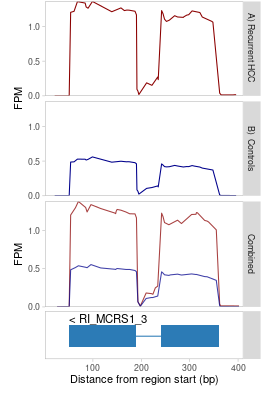 A) Recurrent HCC
1.0
0.5
0.0
FPM
B) Controls
1.0
0.5
0.0
Combined
1.0
0.5
0.0
FPM
< RI_MCRS1_3
100 200 300 400
Distance from region start (bp)